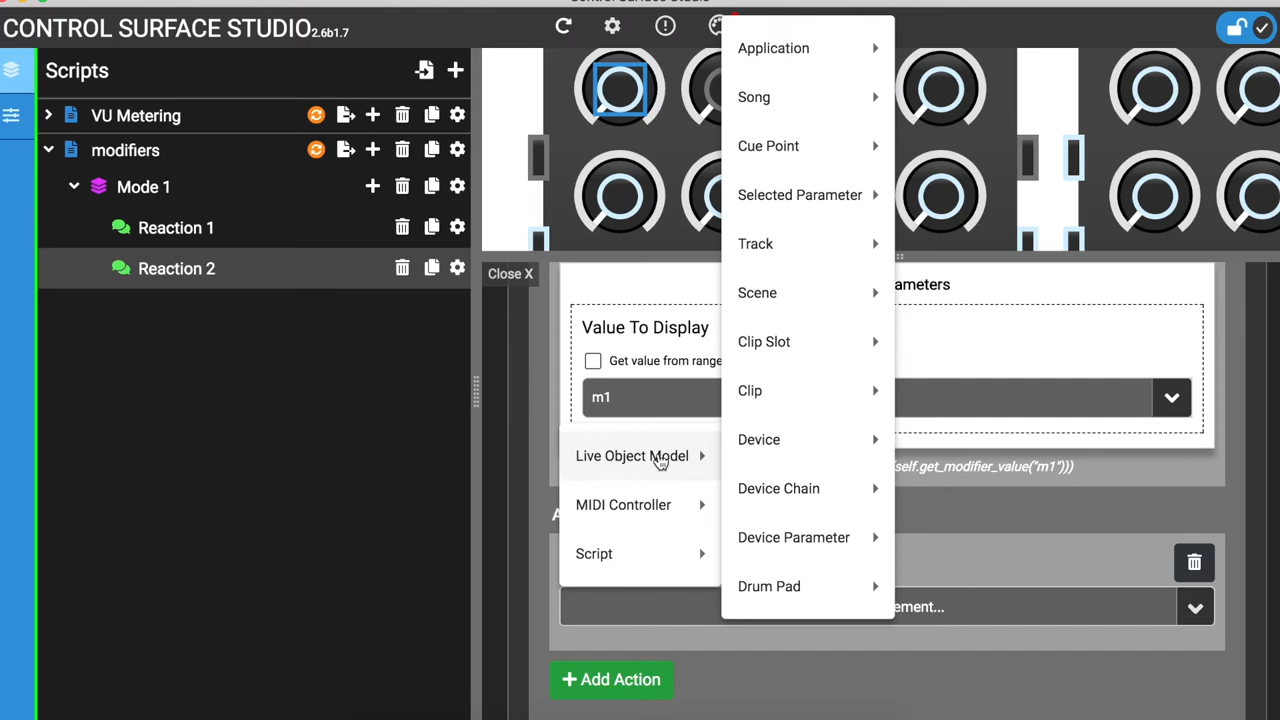 CONTROL SURFACE STUDIO 2.6b1.7
Scripts
VU Metering
modifiers
Mode 1
Reaction 1
Reaction 2
Application
Song
Cue Point
Selected Parameter
Track
Scene
Clip Slot
Clip
Device
Device Chain
Device Parameter
Drum Pad
Close X
Value To Display
Get value from range
m1
Live Object Model
MIDI Controller
Script
(self.get_modifier_value("m1")))
+ Add Action